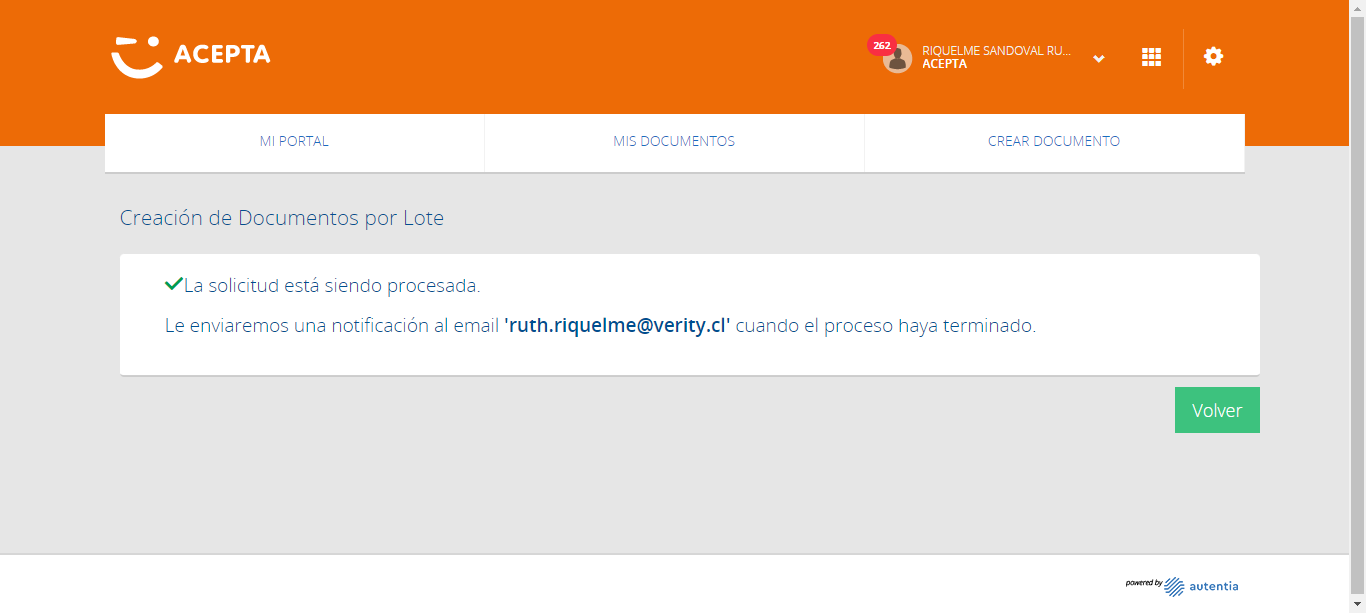 ACEPTA
262
RIQUELME SANDOVAL RU...
ACEPTA
MI PORTAL
MIS DOCUMENTOS
CREAR DOCUMENTO
Creación de Documentos por Lote
La solicitud está siendo procesada.
Le enviaremos una notificación al email 'ruth.riquelme@verity.cl' cuando el proceso haya terminado.
Volver
powered by autentia